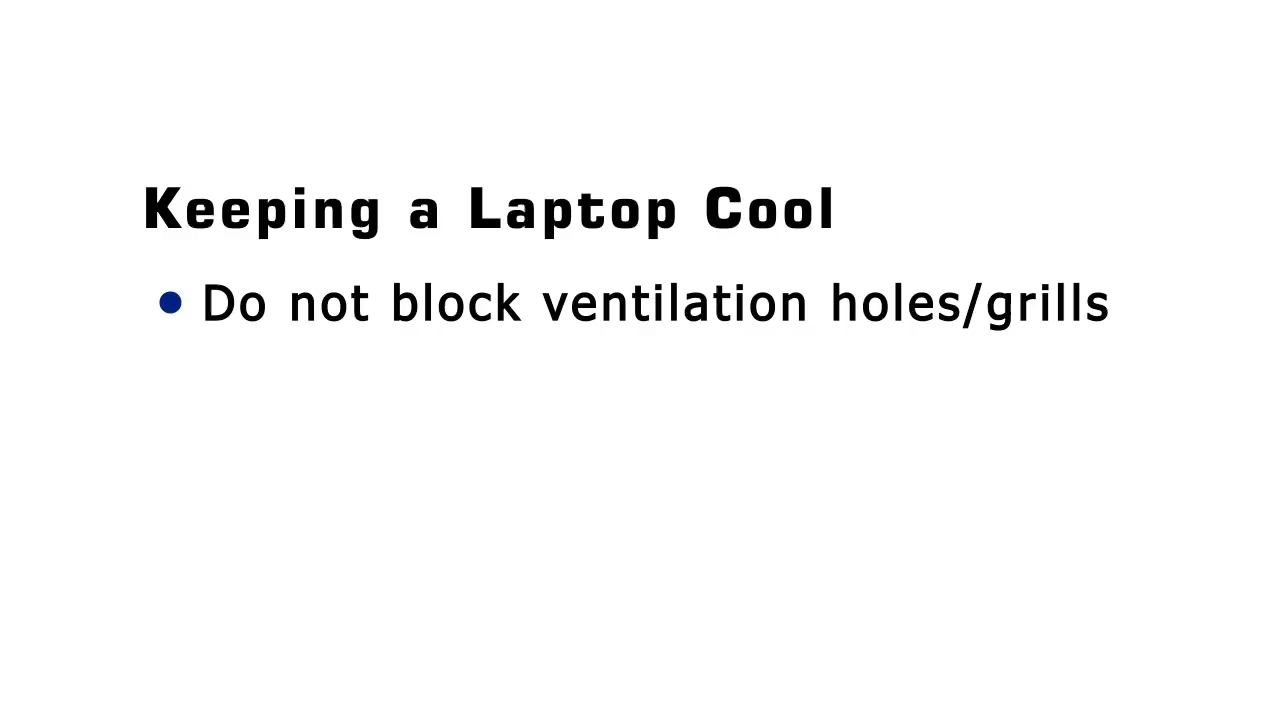 Keeping a Laptop Cool
• Do not block ventilation holes/grills